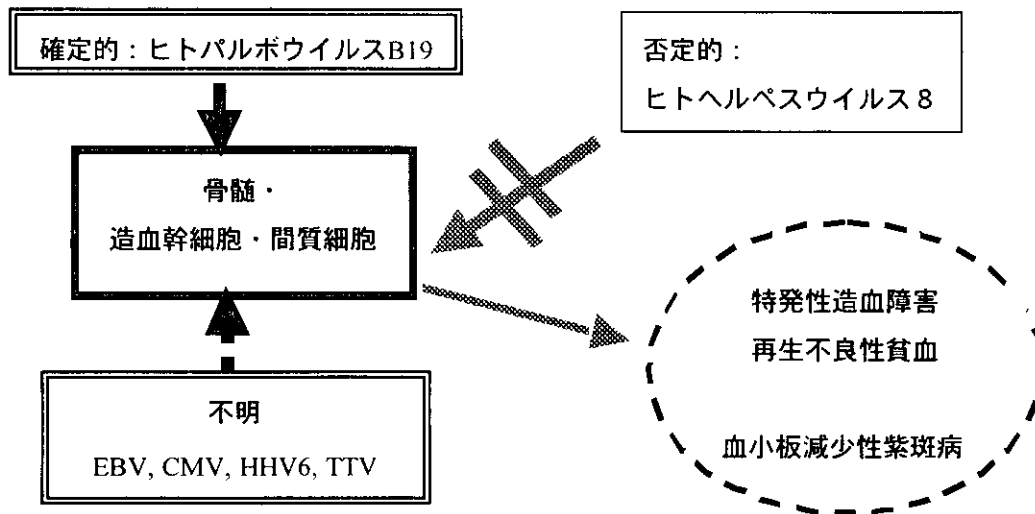 確定的：ヒトパルボウイルスB19
否定的：
ヒトヘルペスウイルス８
骨髄・
造血幹細胞・間質細胞
特発性造血障害
再生不良性貧血
血小板減少性紫斑病
不明
EBV, CMV, HHV6, TTV